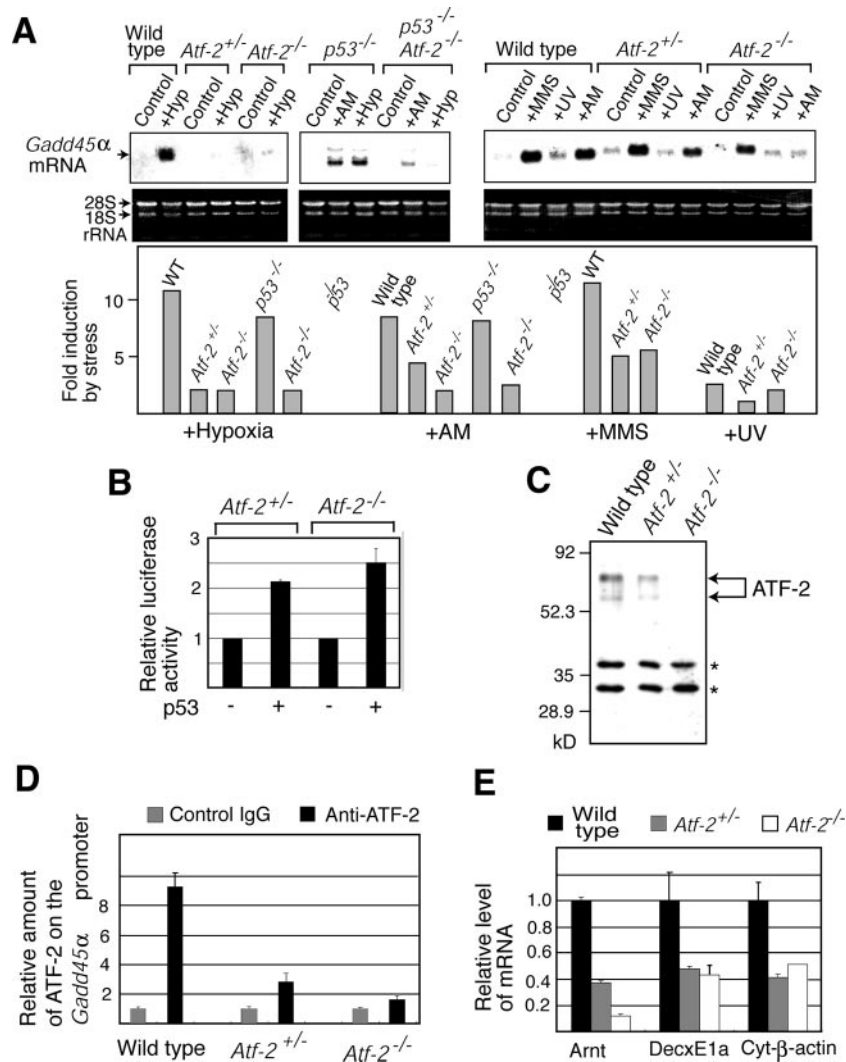 A
Wild type Atf-2+/- Atf-2-/- p53-/- p53-/- Atf-2-/- Wild type Atf-2+/- Atf-2-/-
Control +Hyp Control +Hyp Control +Hyp Control +AM +Hyp Control +AM +Hyp Control +MMS +UV +AM Control +MMS +UV +AM Control +MMS +UV +AM
Gadd45α
mRNA
28S
18S
rRNA
Fold induction
by stress
10
5
WT Atf-2+/- Atf-2-/- p53-/- Atf-2-/- p53
Wild type Atf-2+/- Atf-2-/- p53-/- Atf-2-/- p53
WT Atf-2+/- Atf-2-/-
Wild type Atf-2+/- Atf-2-/-
+Hypoxia +AM +MMS +UV
B
Atf-2+/- Atf-2-/-
Relative luciferase
activity
3
2
1
p53 - + - +
C
Wild type Atf-2+/- Atf-2-/-
92
52.3
35
28.9
kD
ATF-2
*
*
D
Control IgG Anti-ATF-2
Relative amount
of ATF-2 on the
Gadd45α promoter
8
6
4
2
Wild type Atf-2+/- Atf-2-/-
E
Wild type Atf-2+/- Atf-2-/-
Relative level
of mRNA
1.0
0.8
0.6
0.4
0.2
Arnt DecxE1a Cyt-β-actin